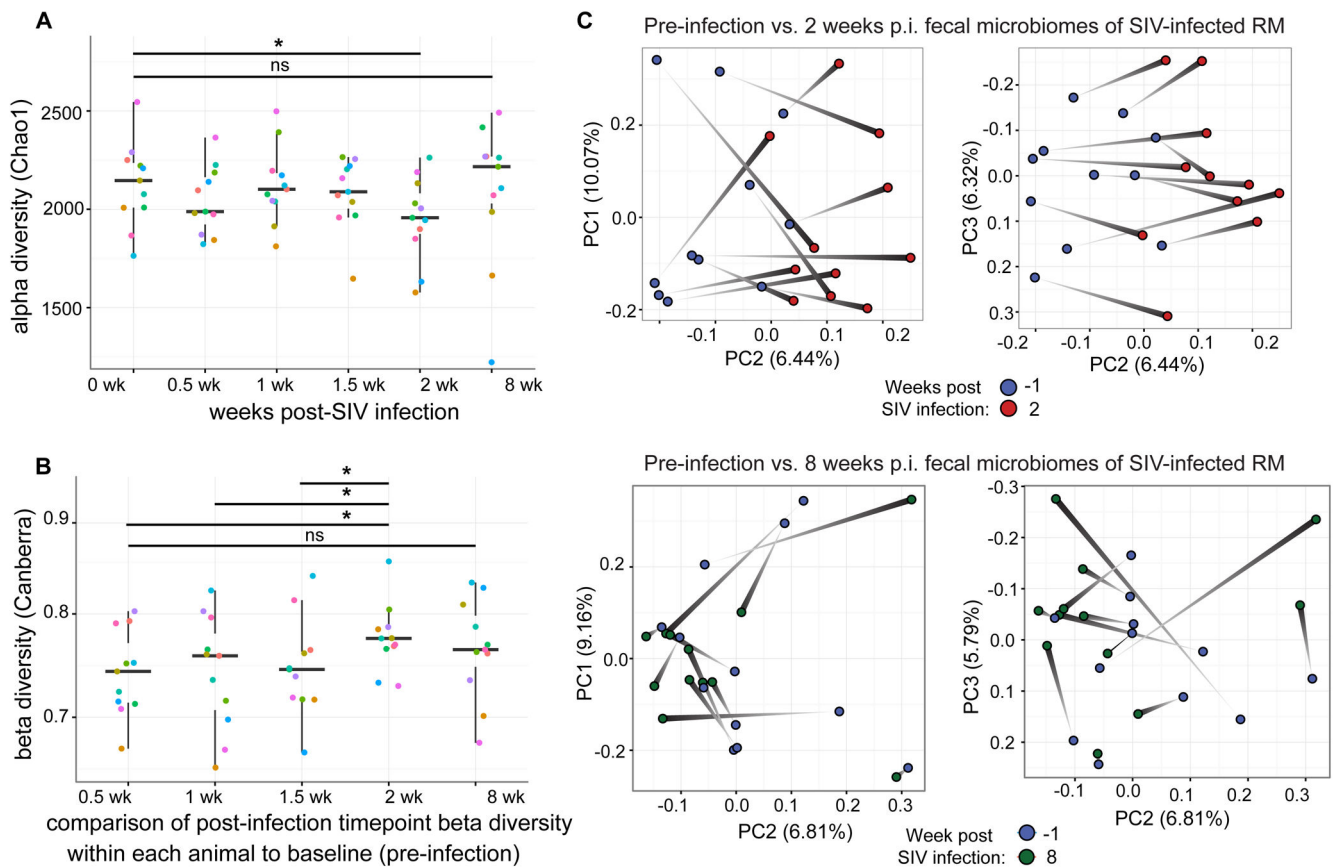 A
*
ns
2500
2000
1500
alpha diversity (Chao1)
0 wk 0.5 wk 1 wk 1.5 wk 2 wk 8 wk
weeks post-SIV infection
B
*
*
*
ns
0.9
0.8
0.7
beta diversity (Canberra)
0.5 wk 1 wk 1.5 wk 2 wk 8 wk
comparison of post-infection timepoint beta diversity
within each animal to baseline (pre-infection)
C
Pre-infection vs. 2 weeks p.i. fecal microbiomes of SIV-infected RM
0.2
0.0
-0.2
PC1 (10.07%)
-0.1 0.0 0.1 0.2
PC2 (6.44%)
-0.2
-0.1
0.0
0.1
0.2
0.3
PC3 (6.32%)
-0.2 -0.1 0.0 0.1 0.2
PC2 (6.44%)
Weeks post -1
SIV infection: 2
Pre-infection vs. 8 weeks p.i. fecal microbiomes of SIV-infected RM
0.2
0.0
-0.2
PC1 (9.16%)
-0.1 0.0 0.1 0.2 0.3
PC2 (6.81%)
-0.3
-0.2
-0.1
0.0
0.1
0.2
PC3 (5.79%)
-0.1 0.0 0.1 0.2 0.3
PC2 (6.81%)
Week post -1
SIV infection: 8